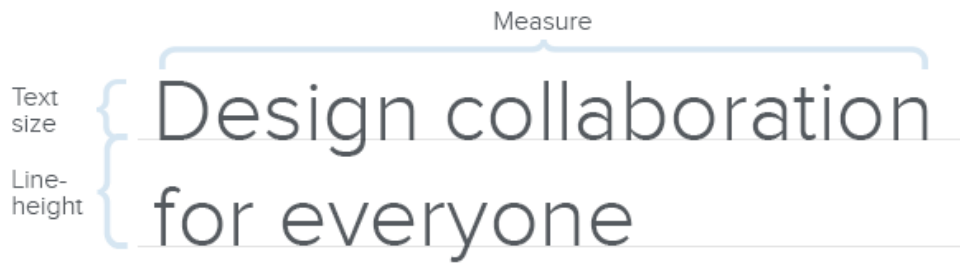 Measure
Text
size
Design collaboration
Line-
height
for everyone